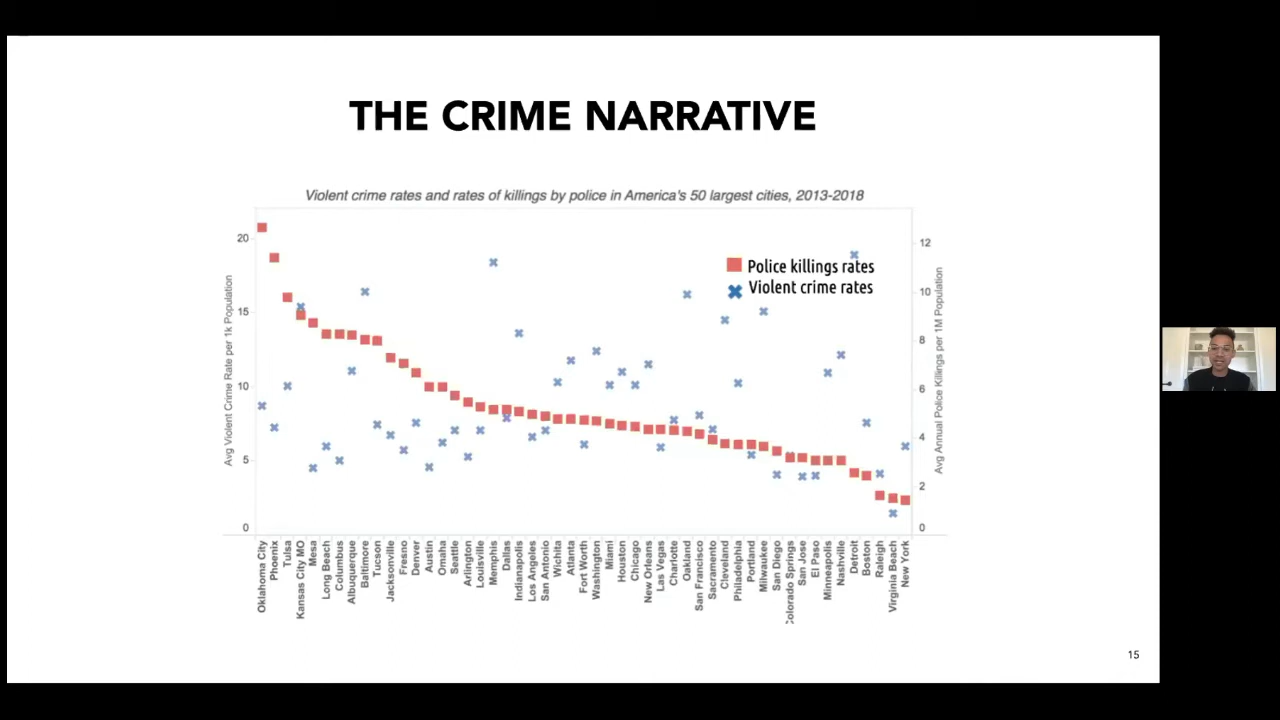 THE CRIME NARRATIVE
Violent crime rates and rates of killings by police in America's 50 largest cities, 2013-2018
Avg Violent Crime Rate per 1k Population
20
15
10
5
0
Police killings rates
Violent crime rates
12
10
8
6
4
2
0
Avg Annual Police Killings per 1M Population
Oklahoma City
Phoenix
Tulsa
Kansas City MO
Mesa
Long Beach
Columbus
Albuquerque
Baltimore
Tucson
Jacksonville
Fresno
Denver
Austin
Omaha
Seattle
Arlington
Louisville
Memphis
Dallas
Indianapolis
Los Angeles
San Antonio
Wichita
Atlanta
Fort Worth
Washington
Miami
Houston
Chicago
New Orleans
Las Vegas
Charlotte
Oakland
San Francisco
Sacramento
Cleveland
Philadelphia
Portland
Milwaukee
San Diego
Colorado Springs
San Jose
El Paso
Minneapolis
Nashville
Detroit
Boston
Raleigh
Virginia Beach
New York
15